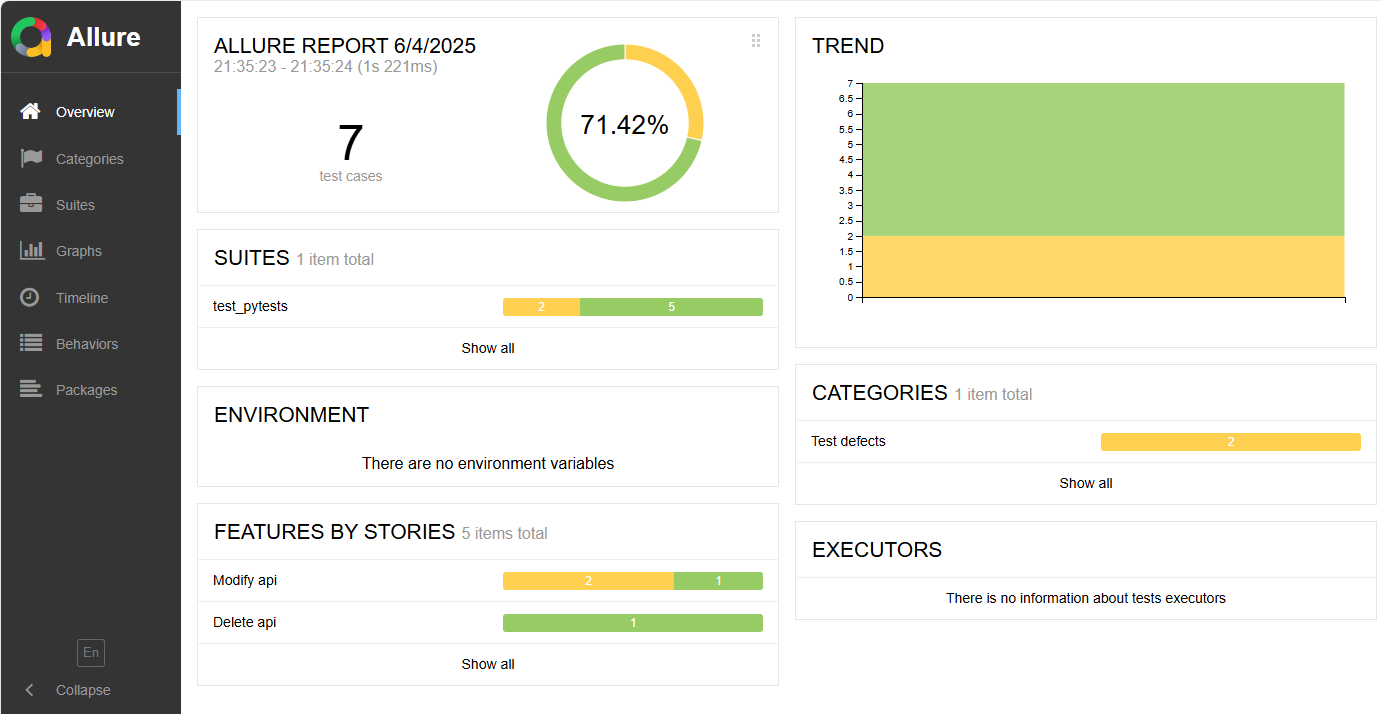 Allure
Overview
Categories
Suites
Graphs
Timeline
Behaviors
Packages
En
Collapse
ALLURE REPORT 6/4/2025
21:35:23 - 21:35:24 (1s 221ms)
7
test cases
71.42%
SUITES 1 item total
test_pytests 2 5
Show all
ENVIRONMENT
There are no environment variables
FEATURES BY STORIES 5 items total
Modify api 2 1
Delete api 1
Show all
TREND
7
6.5
6
5.5
5
4.5
4
3.5
3
2.5
2
1.5
1
0.5
0
CATEGORIES 1 item total
Test defects 2
Show all
EXECUTORS
There is no information about tests executors